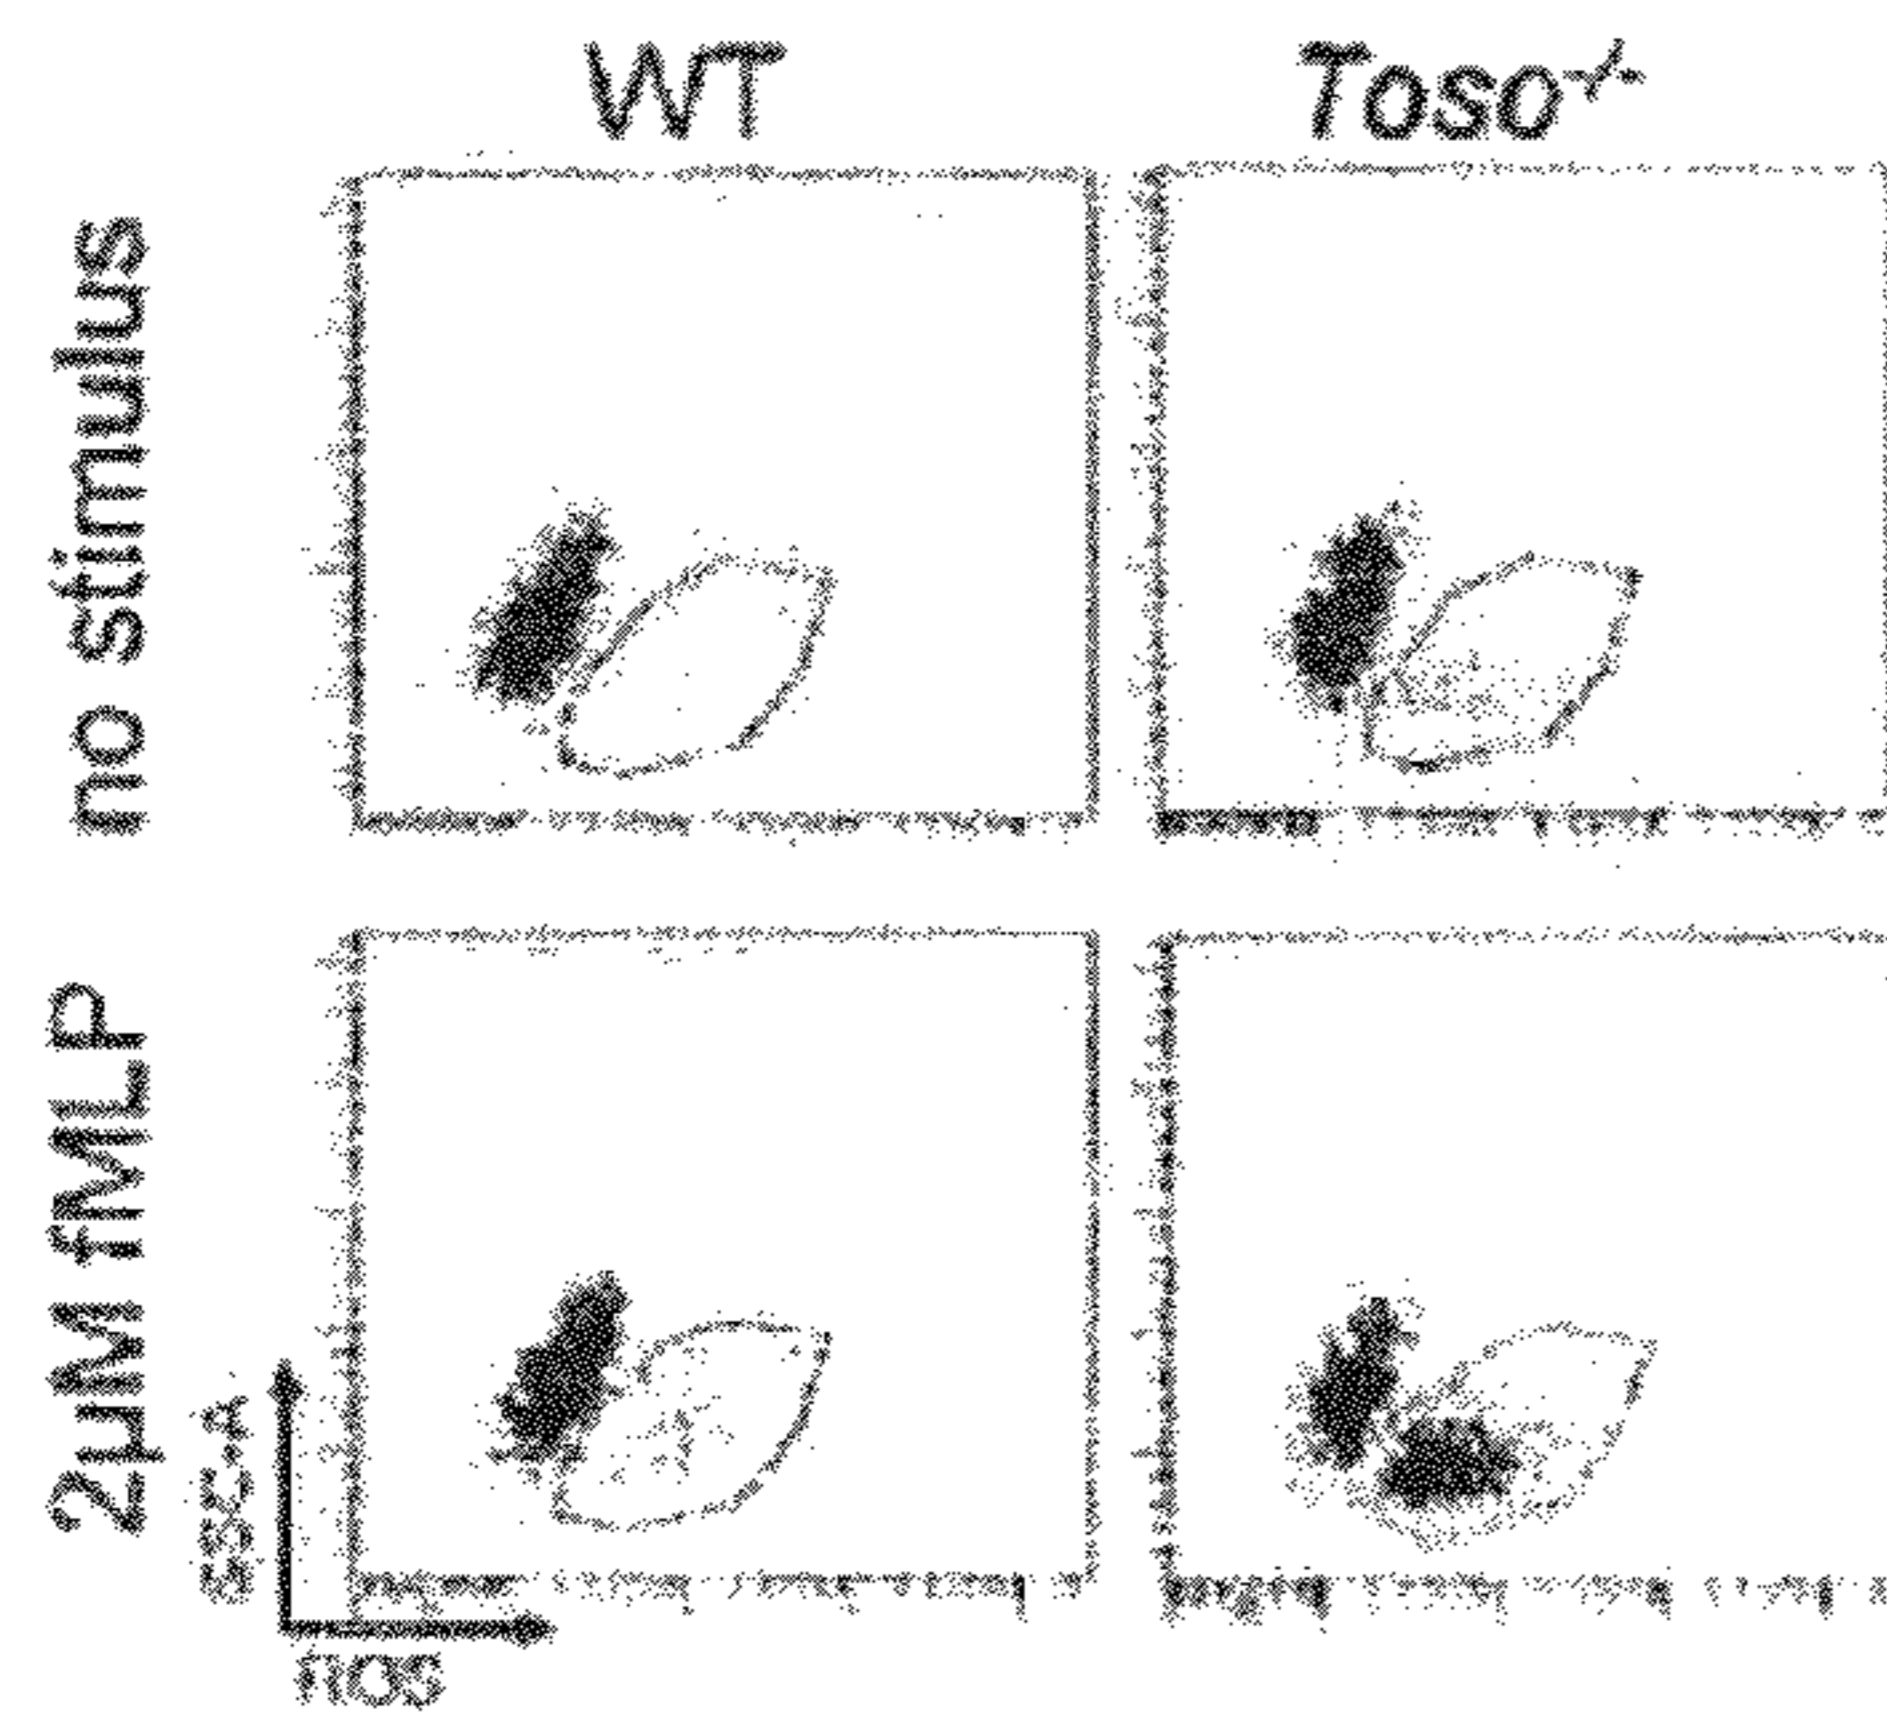 WT
Toso-/-
no stimulus
2µM fMLP
SSC-A
ROS